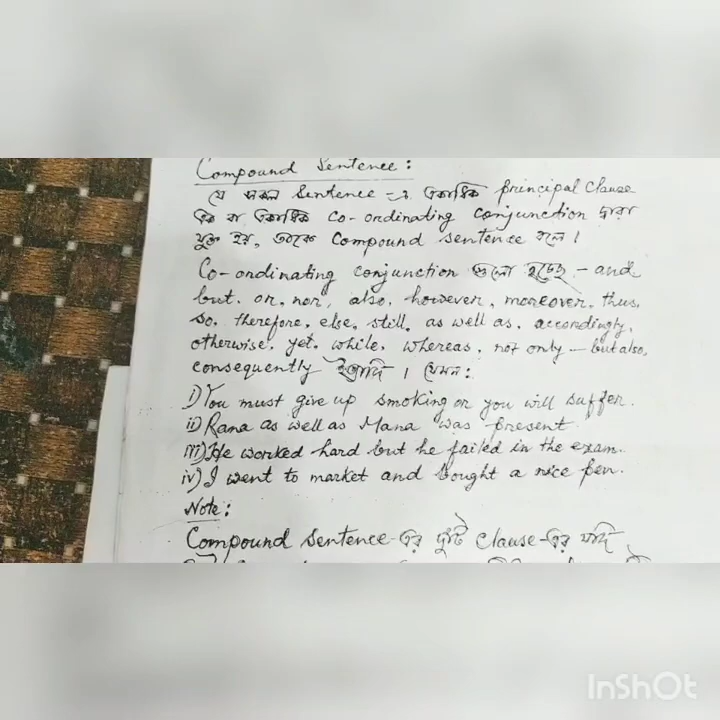 Compound Sentence:
যে সকল Sentence-এ একাধিক principal clause
এক বা একাধিক co-ordinating conjunction দ্বারা
যুক্ত হয়, তাকে Compound sentence বলে।
Co-ordinating conjunction গুলো হচ্ছে - and
but, or, nor, also, however, moreover, thus,
so, therefore, else, still, as well as, accordingly,
otherwise, yet, while, whereas, not only - but also,
consequently ইত্যাদি। যেমন:
i) You must give up smoking or you will suffer.
ii) Rana as well as Mana was present.
iii) He worked hard but he failed in the exam.
iv) I went to market and bought a nice pen.
Note:
Compound sentence-এর দুটি clause-এর যদি
InShOt